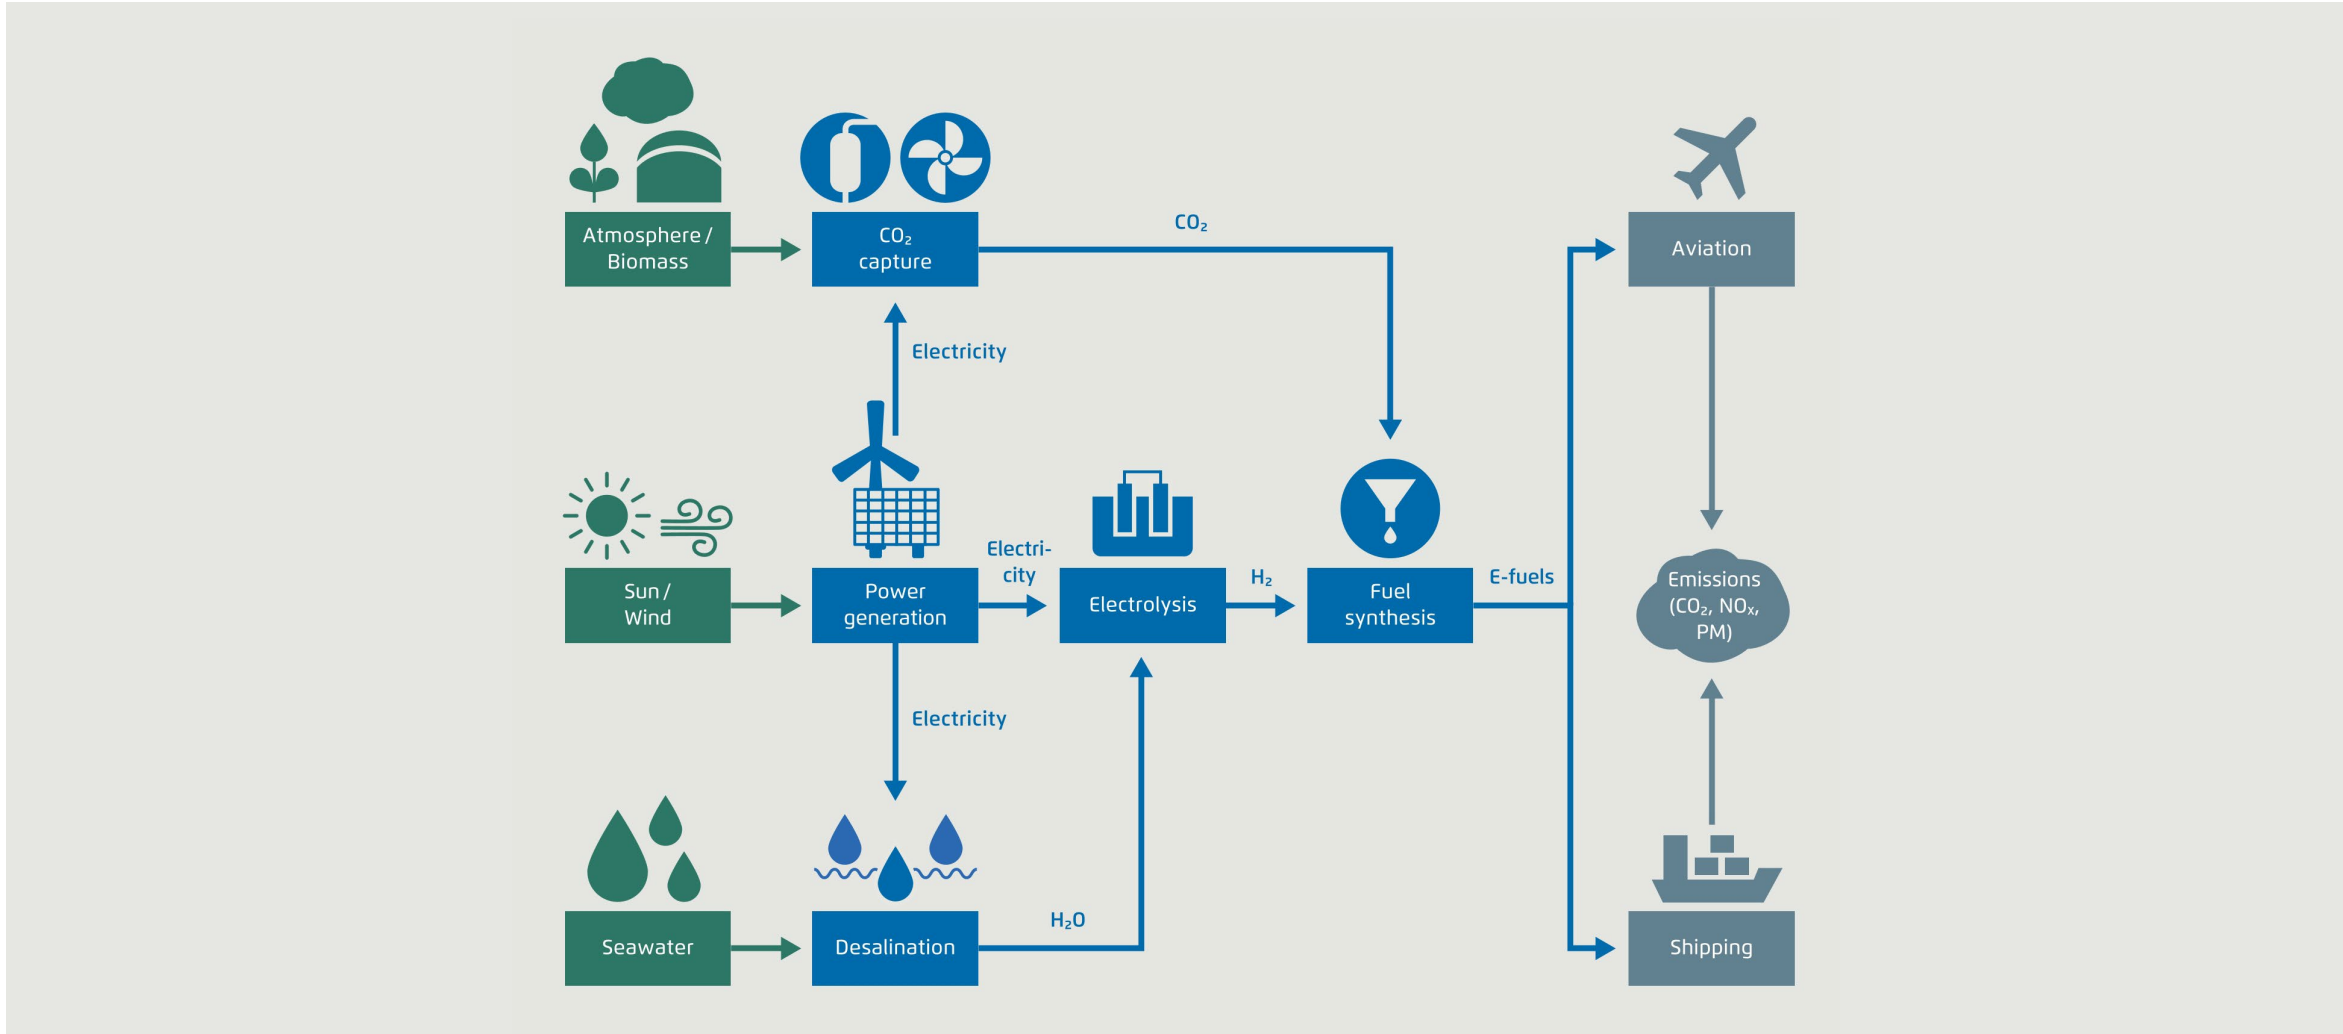 Atmosphere /
Biomass
CO₂
capture
CO₂
Aviation
Electricity
Sun /
Wind
Power
generation
Electri-
city
Electrolysis
H₂
Fuel
synthesis
E-fuels
Emissions
(CO₂, NOₓ,
PM)
Electricity
Seawater
Desalination
H₂O
Shipping